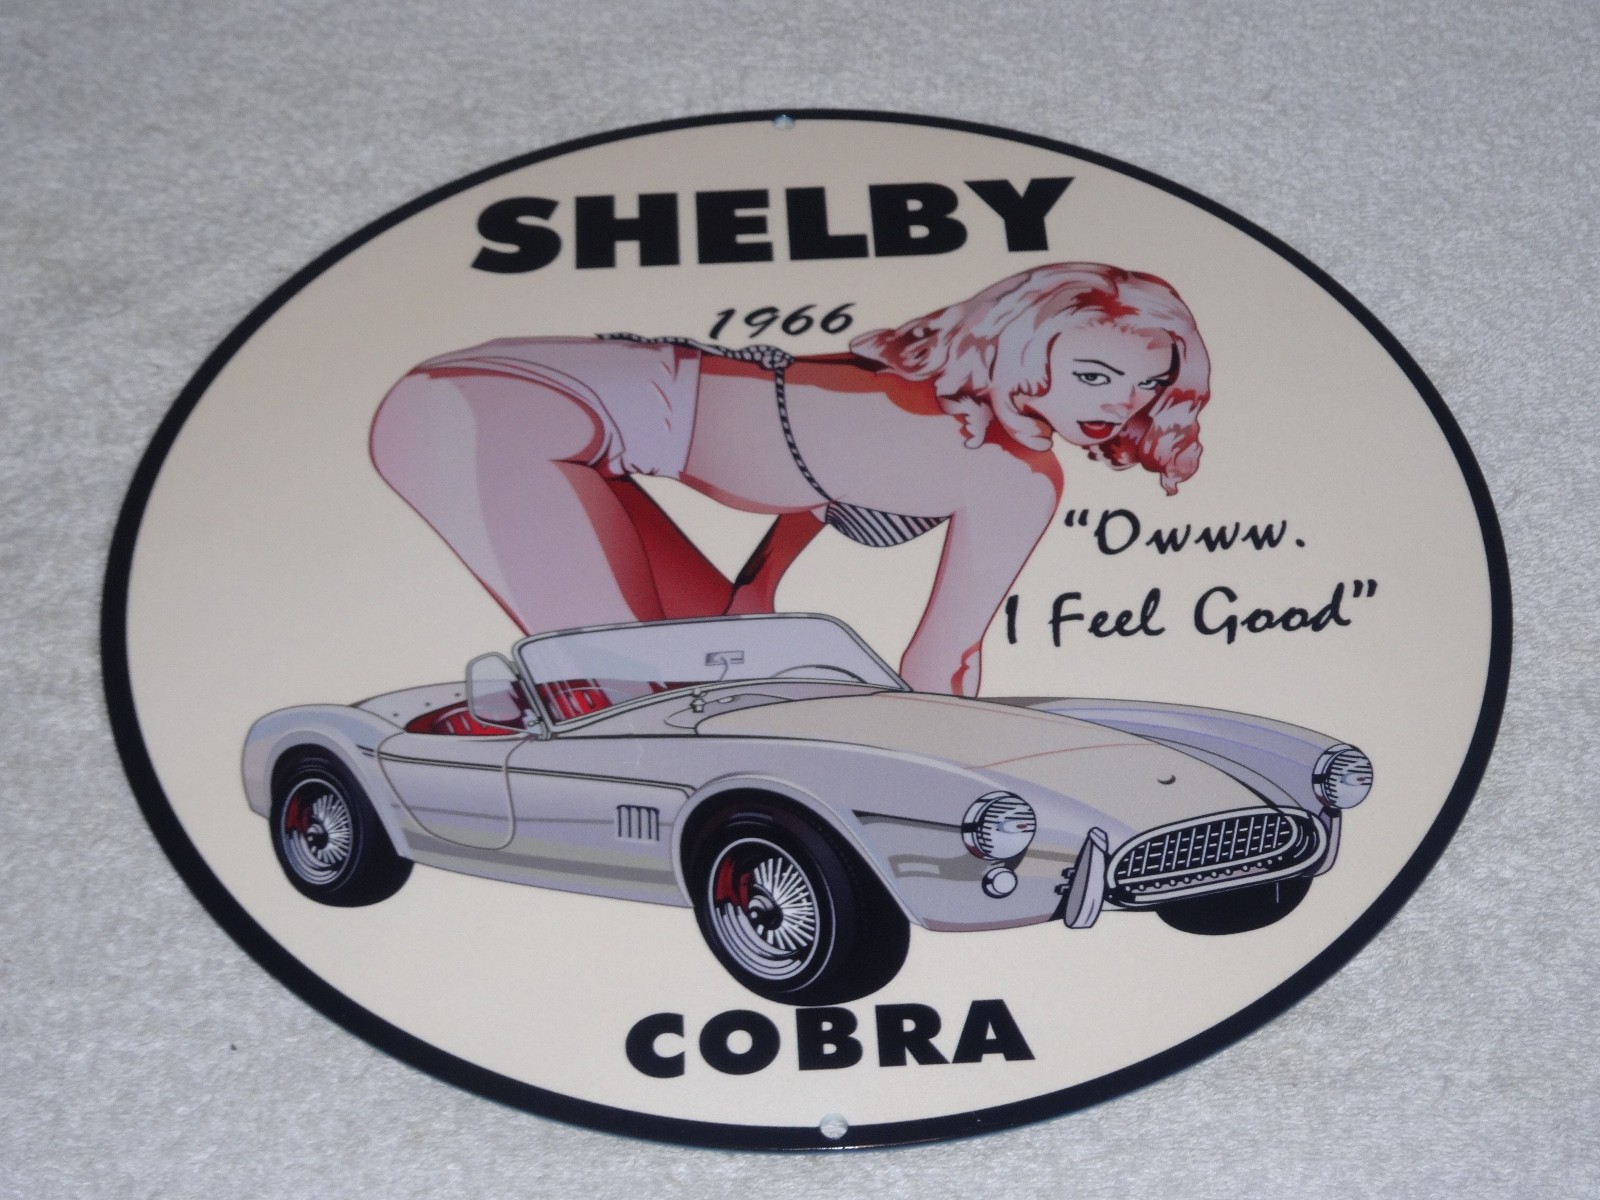 SHELBY
1966
“Owww.
I Feel Good”
COBRA